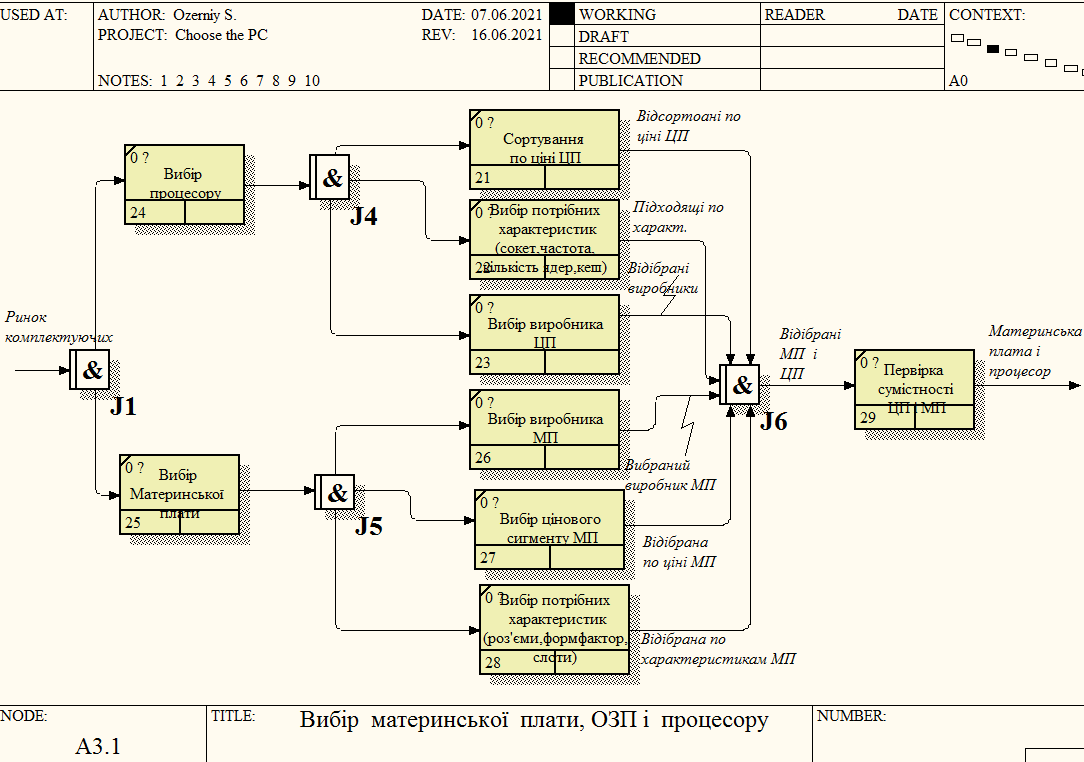 USED AT:
AUTHOR: Ozerniy S.
DATE: 07.06.2021
PROJECT: Choose the PC
REV: 16.06.2021
NOTES: 1 2 3 4 5 6 7 8 9 10
WORKING
DRAFT
RECOMMENDED
PUBLICATION
READER
DATE
CONTEXT:
A0
Ринок
комплектуючих
&
J1
0 ?
Вибір
процесору
24
0 ?
Вибір
Материнської
плати
25
&
J4
&
J5
0 ?
Сортування
по ціні ЦП
21
Відсортоані по
ціні ЦП
0 ?
Вибір потрібних
характеристик
(сокет,частота,
кількість ядер,кеш)
22
Підходящі по
характ.
0 ?
Вибір виробника
ЦП
23
Відібрані
виробники
0 ?
Вибір виробника
МП
26
Вибраний
виробник МП
0 ?
Вибір цінового
сигменту МП
27
Відібрана
по ціні МП
0 ?
Вибір потрібних
характеристик
(роз'єми,формфактор,
слоти)
28
Відібрана по
характеристикам МП
&
J6
Відібрані
МП і
ЦП
0 ?
Первірка
сумістності
ЦП і МП
29
Материнська
плата і
процесор
NODE:
A3.1
TITLE:
Вибір материнської плати, ОЗП і процесору
NUMBER: